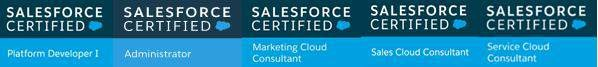 SALESFORCE
CERTIFIED
Platform Developer I
SALESFORCE
CERTIFIED
Administrator
SALESFORCE
CERTIFIED
Marketing Cloud
Consultant
SALESFORCE
CERTIFIED
Sales Cloud Consultant
SALESFORCE
CERTIFIED
Service Cloud
Consultant